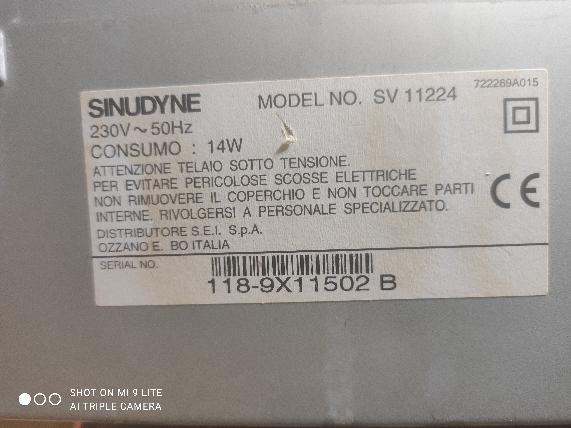 722269A015
SINUDYNE MODEL NO. SV 11224
230V~50Hz
CONSUMO : 14W
ATTENZIONE TELAIO SOTTO TENSIONE.
PER EVITARE PERICOLOSE SCOSSE ELETTRICHE
NON RIMUOVERE IL COPERCHIO E NON TOCCARE PARTI
INTERNE. RIVOLGERSI A PERSONALE SPECIALIZZATO.
CE
DISTRIBUTORE S.E.I. S.p.A.
OZZANO E. BO ITALIA
SERIAL NO.
118-9X11502 B
SHOT ON MI 9 LITE
AI TRIPLE CAMERA